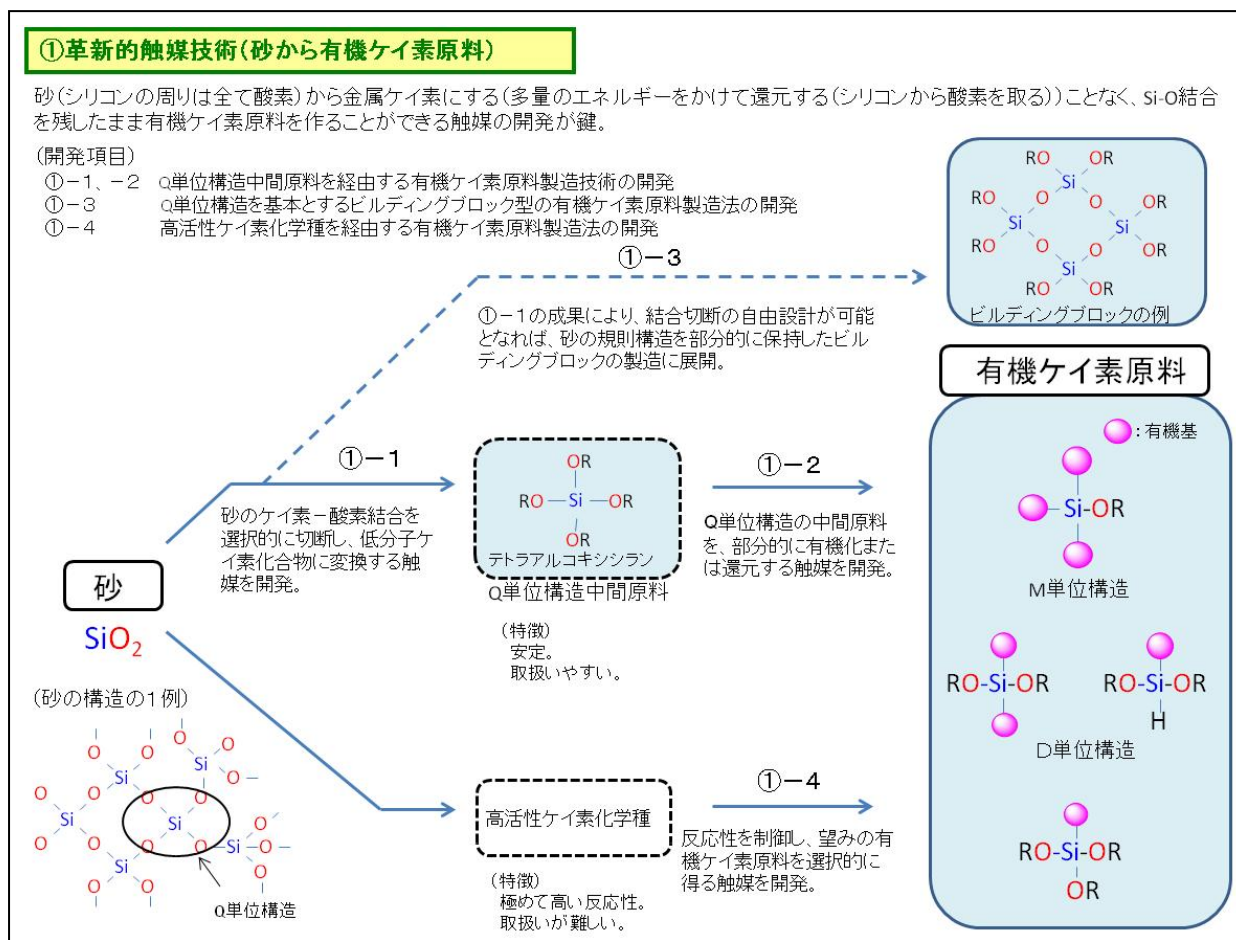 ①革新的触媒技術(砂から有機ケイ素原料)
砂(シリコンの周りは全て酸素)から金属ケイ素にする(多量のエネルギーをかけて還元する(シリコンから酸素を取る))ことなく、Si-O結合
を残したまま有機ケイ素原料を作ることができる触媒の開発が鍵。
(開発項目)
①-1、-2 Q単位構造中間原料を経由する有機ケイ素原料製造技術の開発
①-3 Q単位構造を基本とするビルディングブロック型の有機ケイ素原料製造法の開発
①-4 高活性ケイ素化学種を経由する有機ケイ素原料製造法の開発
RO OR
Si
O O
RO OR
Si Si
RO O O OR
Si
RO OR
ビルディングブロックの例
①-3
①-1の成果により、結合切断の自由設計が可能
となれば、砂の規則構造を部分的に保持したビル
ディングブロックの製造に展開。
有機ケイ素原料
:有機基
Si-OR
M単位構造
RO-Si-OR
RO-Si-OR
H
D単位構造
RO-Si-OR
OR
①-1
砂のケイ素-酸素結合を
選択的に切断し、低分子ケ
イ素化合物に変換する触
媒を開発。
OR
RO-Si-OR
OR
テトラアルコキシシラン
Q単位構造中間原料
(特徴)
安定。
取扱いやすい。
①-2
Q単位構造の中間原料
を、部分的に有機化また
は還元する触媒を開発。
砂
SiO2
(砂の構造の1例)
O O O
O O
Si Si
O O O O O
Si Si
O O O O Si O
Si
O O O
O
Q単位構造
高活性ケイ素化学種
(特徴)
極めて高い反応性。
取扱いが難しい。
①-4
反応性を制御し、望みの有
機ケイ素原料を選択的に
得る触媒を開発。